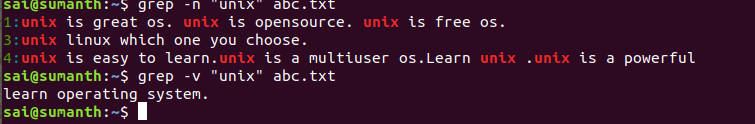 sai@sumanth:~$ grep -n "unix" abc.txt
1:unix is great os. unix is opensource. unix is free os.
3:unix linux which one you choose.
4:unix is easy to learn.unix is a multiuser os.Learn unix .unix is a powerful
sai@sumanth:~$ grep -v "unix" abc.txt
learn operating system.
sai@sumanth:~$